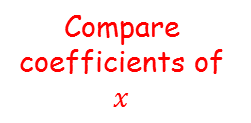 Compare
coefficients of
x